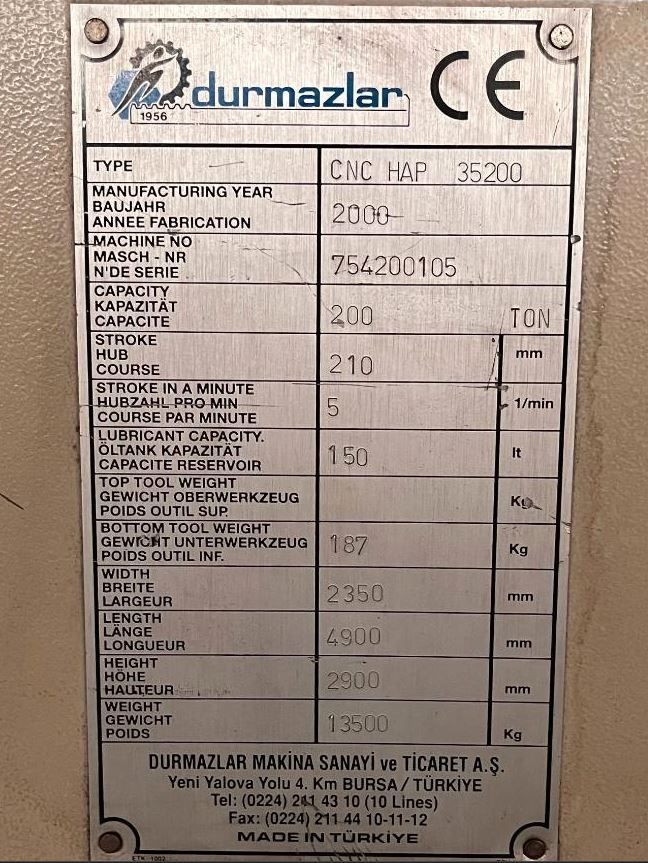 durmazlar
1956
CE
TYPE CNC HAP 35200
MANUFACTURING YEAR
BAUJAHR
ANNEE FABRICATION 2000
MACHINE NO
MASCH - NR
N'DE SERIE 754200105
CAPACITY
KAPAZITÄT
CAPACITE 200 TON
STROKE
HUB
COURSE 210 mm
STROKE IN A MINUTE
HUBZAHL PRO MIN
COURSE PAR MINUTE 5 1/min
LUBRICANT CAPACITY.
ÖLTANK KAPAZITÄT
CAPACITE RESERVOIR 150 lt
TOP TOOL WEIGHT
GEWICHT OBERWERKZEUG
POIDS OUTIL SUP. Kg
BOTTOM TOOL WEIGHT
GEWICHT UNTERWERKZEUG
POIDS OUTIL INF. 187 Kg
WIDTH
BREITE
LARGEUR 2350 mm
LENGTH
LÄNGE
LONGUEUR 4900 mm
HEIGHT
HÖHE
HAUTEUR 2900 mm
WEIGHT
GEWICHT
POIDS 13500 Kg
DURMAZLAR MAKİNA SANAYİ ve TİCARET A.Ş.
Yeni Yalova Yolu 4. Km BURSA / TÜRKİYE
Tel: (0224) 211 43 10 (10 Lines)
Fax: (0224) 211 44 10-11-12
MADE IN TÜRKİYE
ETK-1002